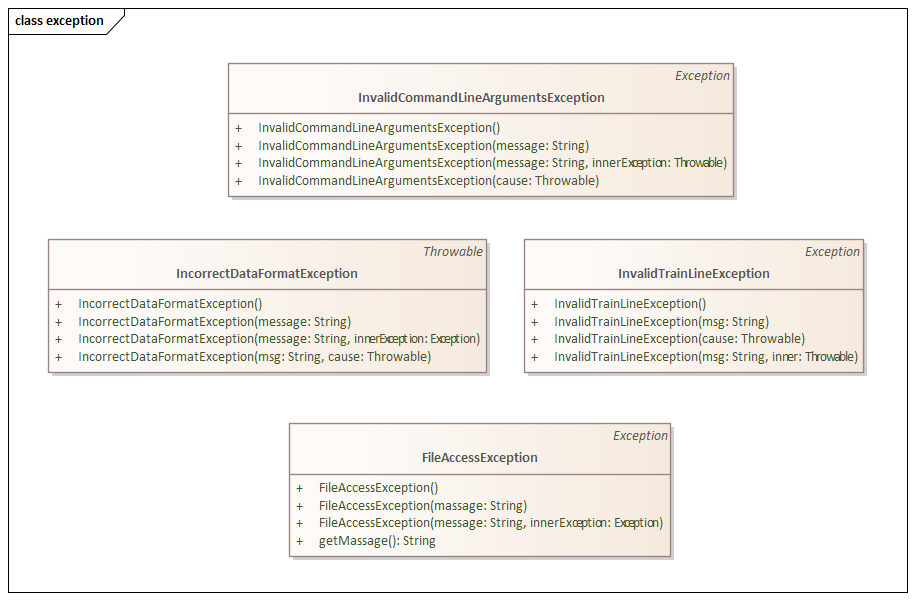 class exception
Exception
InvalidCommandLineArgumentsException
+ InvalidCommandLineArgumentsException()
+ InvalidCommandLineArgumentsException(message: String)
+ InvalidCommandLineArgumentsException(message: String, innerException: Throwable)
+ InvalidCommandLineArgumentsException(cause: Throwable)
Throwable
IncorrectDataFormatException
+ IncorrectDataFormatException()
+ IncorrectDataFormatException(message: String)
+ IncorrectDataFormatException(message: String, innerException: Exception)
+ IncorrectDataFormatException(msg: String, cause: Throwable)
Exception
InvalidTrainLineException
+ InvalidTrainLineException()
+ InvalidTrainLineException(msg: String)
+ InvalidTrainLineException(cause: Throwable)
+ InvalidTrainLineException(msg: String, inner: Throwable)
Exception
FileAccessException
+ FileAccessException()
+ FileAccessException(massage: String)
+ FileAccessException(message: String, innerException: Exception)
+ getMassage(): String